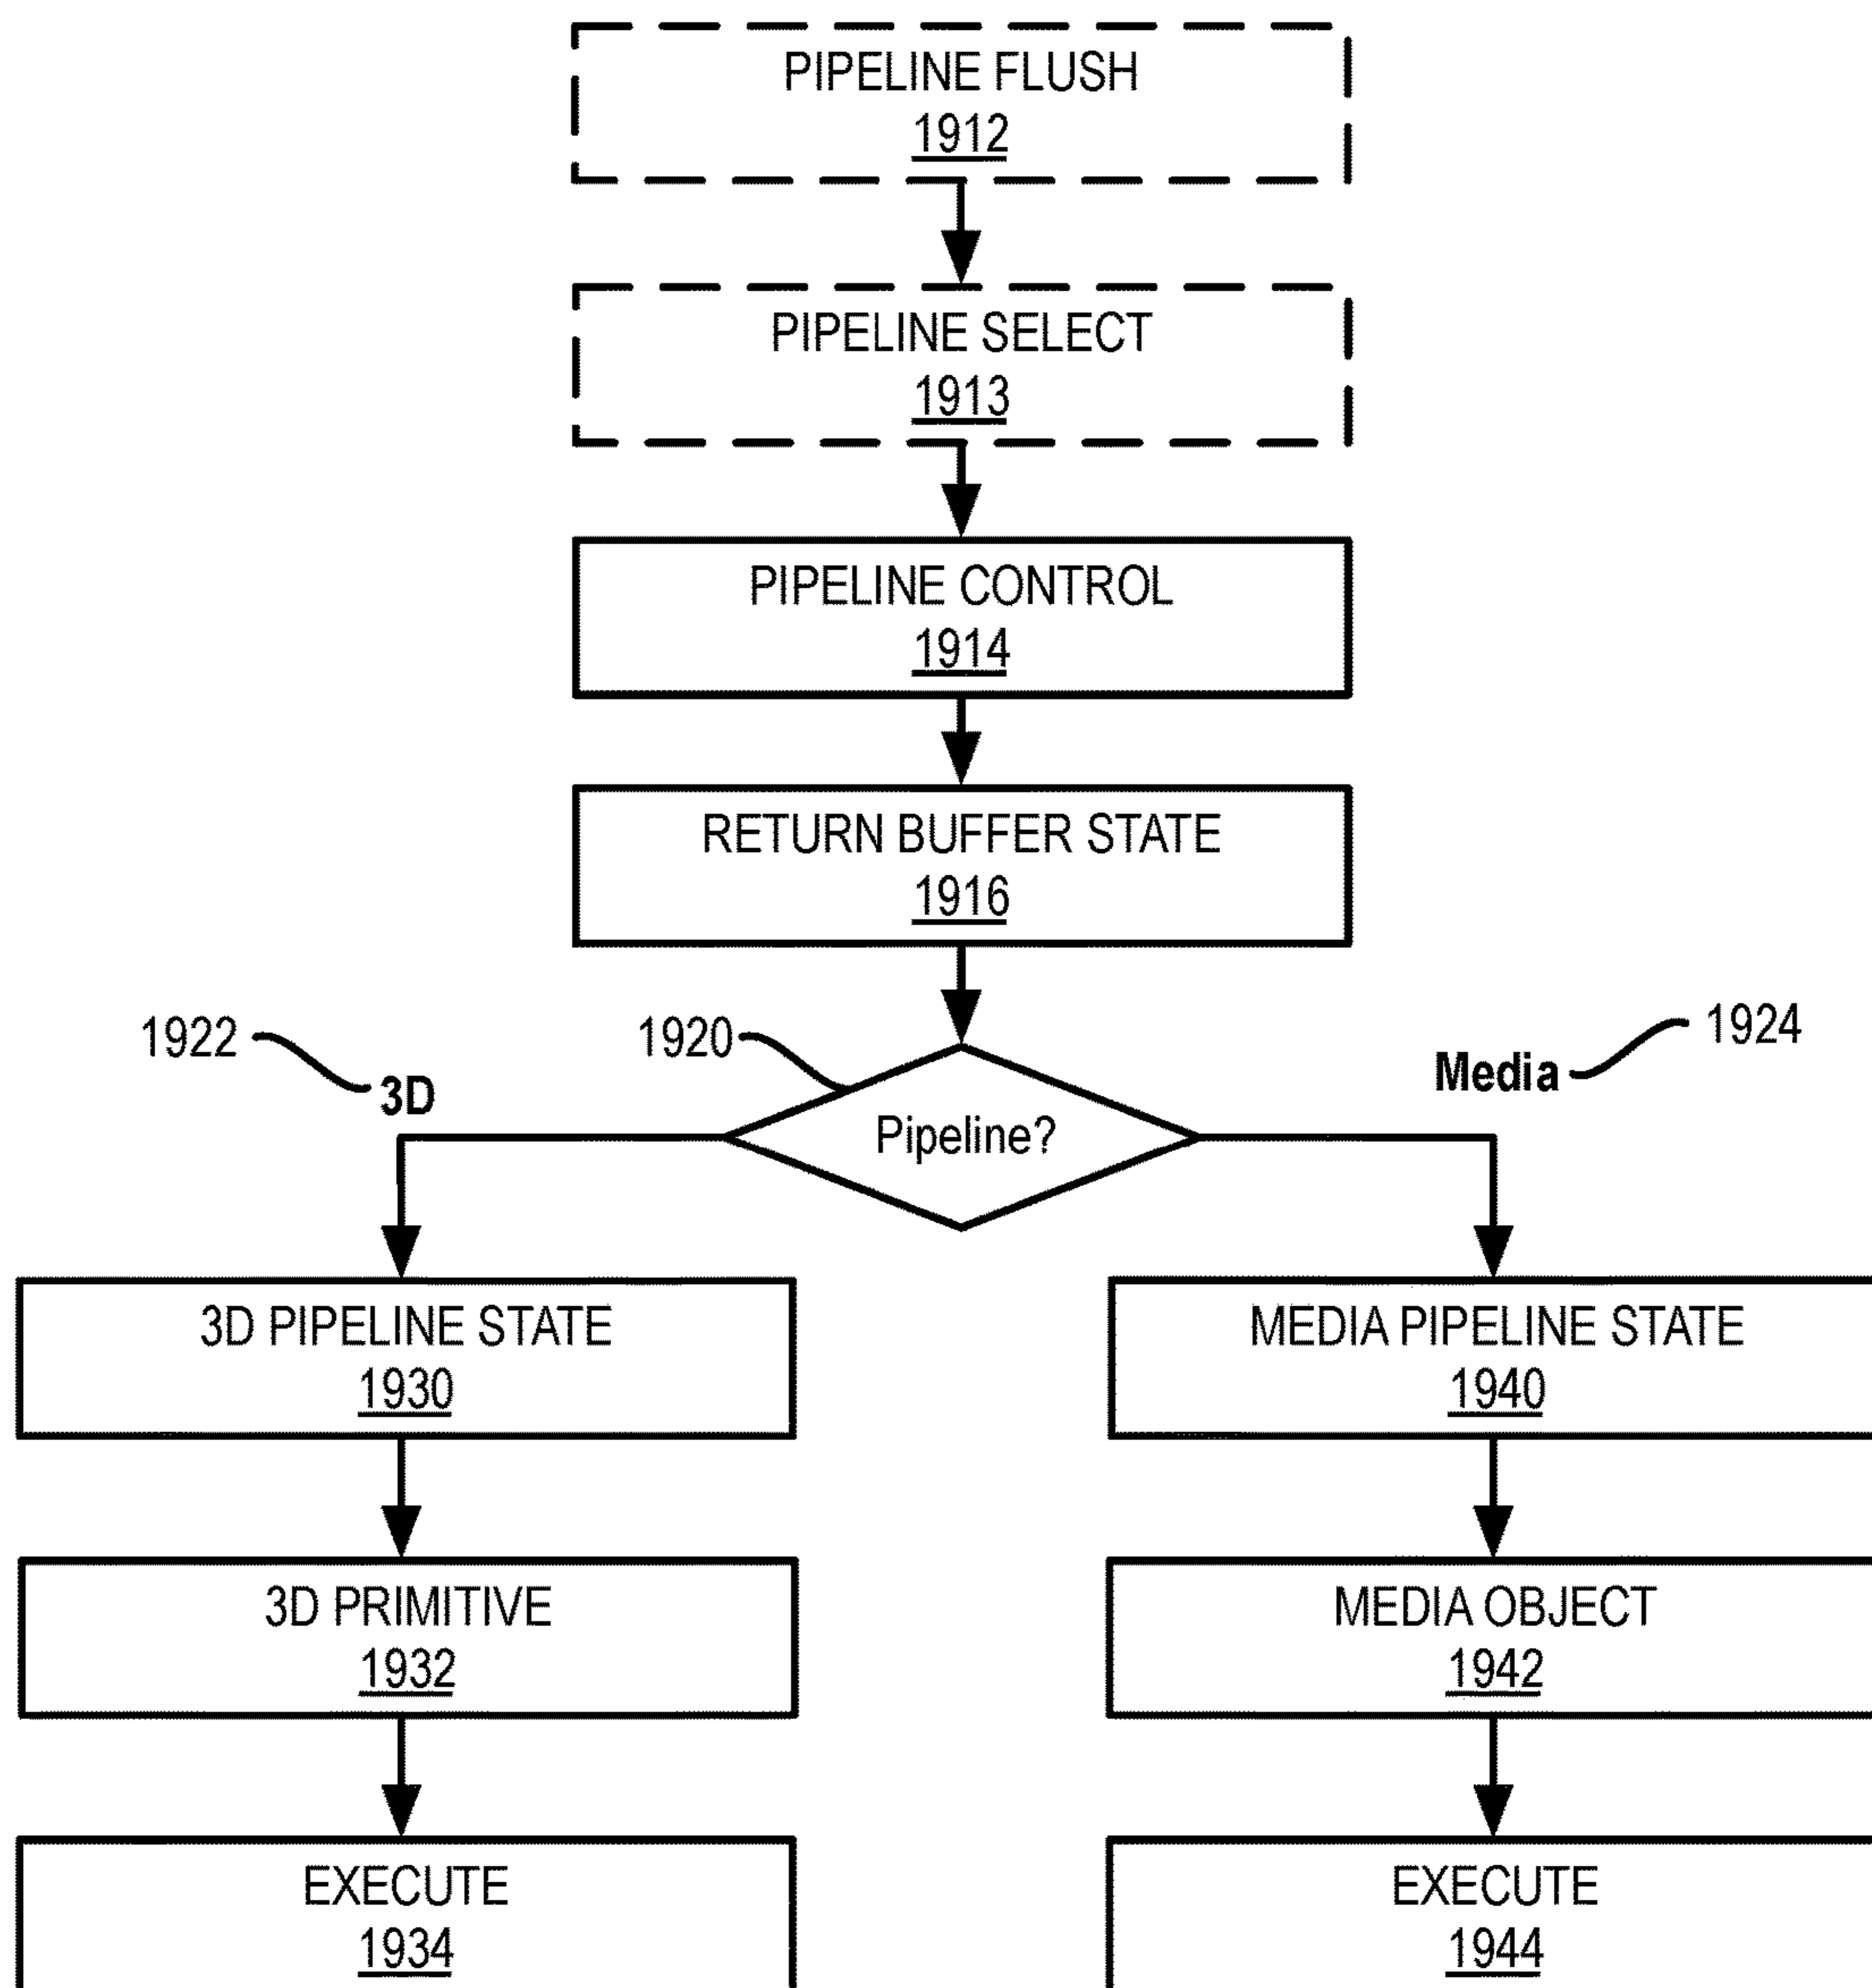 PIPELINE FLUSH
1912
PIPELINE SELECT
1913
PIPELINE CONTROL
1914
RETURN BUFFER STATE
1916
1922
1920
1924
3D
Media
Pipeline?
3D PIPELINE STATE
1930
MEDIA PIPELINE STATE
1940
3D PRIMITIVE
1932
MEDIA OBJECT
1942
EXECUTE
1934
EXECUTE
1944